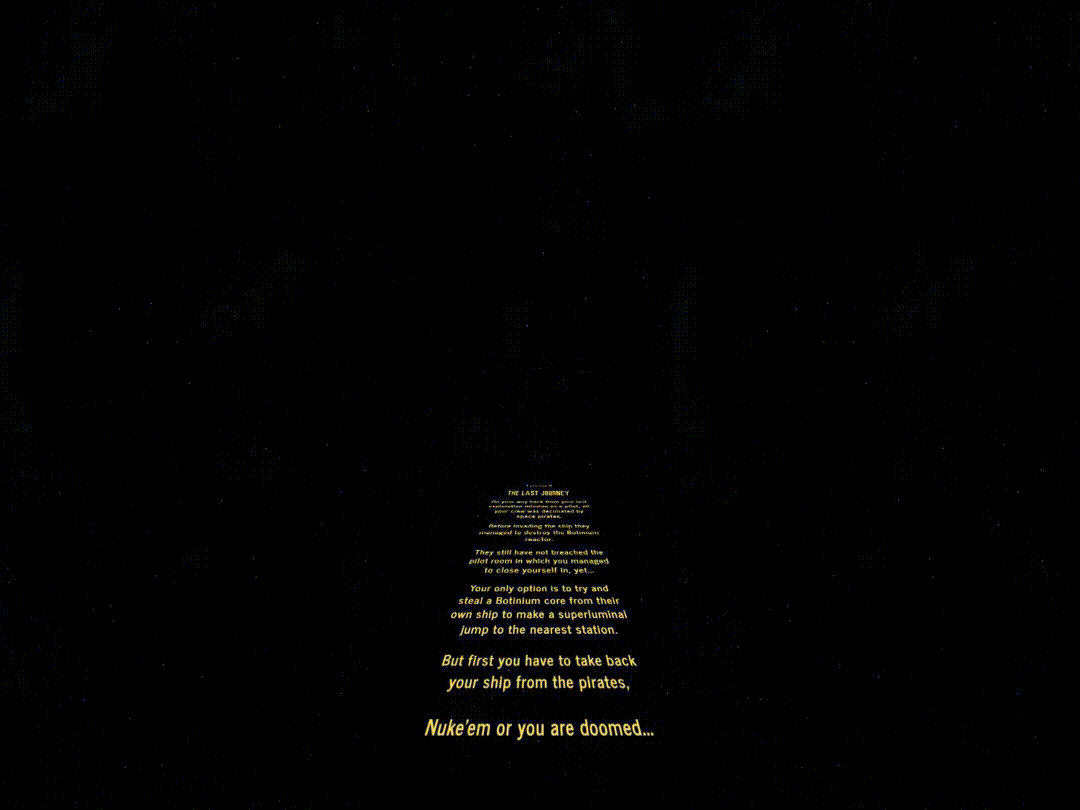 THE LAST JOURNEY
On your way back from your last
exploration mission as a pilot, all
your crew was decimated by
space pirates.
Before invading the ship they
managed to destroy the Botinium
reactor.
They still have not breached the
pilot room in which you managed
to close yourself in, yet...
Your only option is to try and
steal a Botinium core from their
own ship to make a superluminal
jump to the nearest station.
But first you have to take back
your ship from the pirates,
Nuke'em or you are doomed...